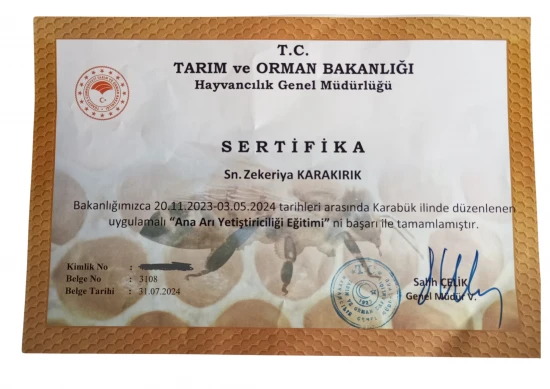 T.C.
TARIM ve ORMAN BAKANLIĞI
Hayvancılık Genel Müdürlüğü
SERTİFİKA
Sn. Zekeriya KARAKIRIK
Bakanlığımızca 20.11.2023-03.05.2024 tarihleri arasında Karabük ilinde düzenlenen
uygulamalı “Ana Arı Yetiştiriciliği Eğitimi” ni başarı ile tamamlamıştır.
Kimlik No :
Belge No : 3108
Belge Tarihi : 31.07.2024
Salih ÇELİK
Genel Müdür V.